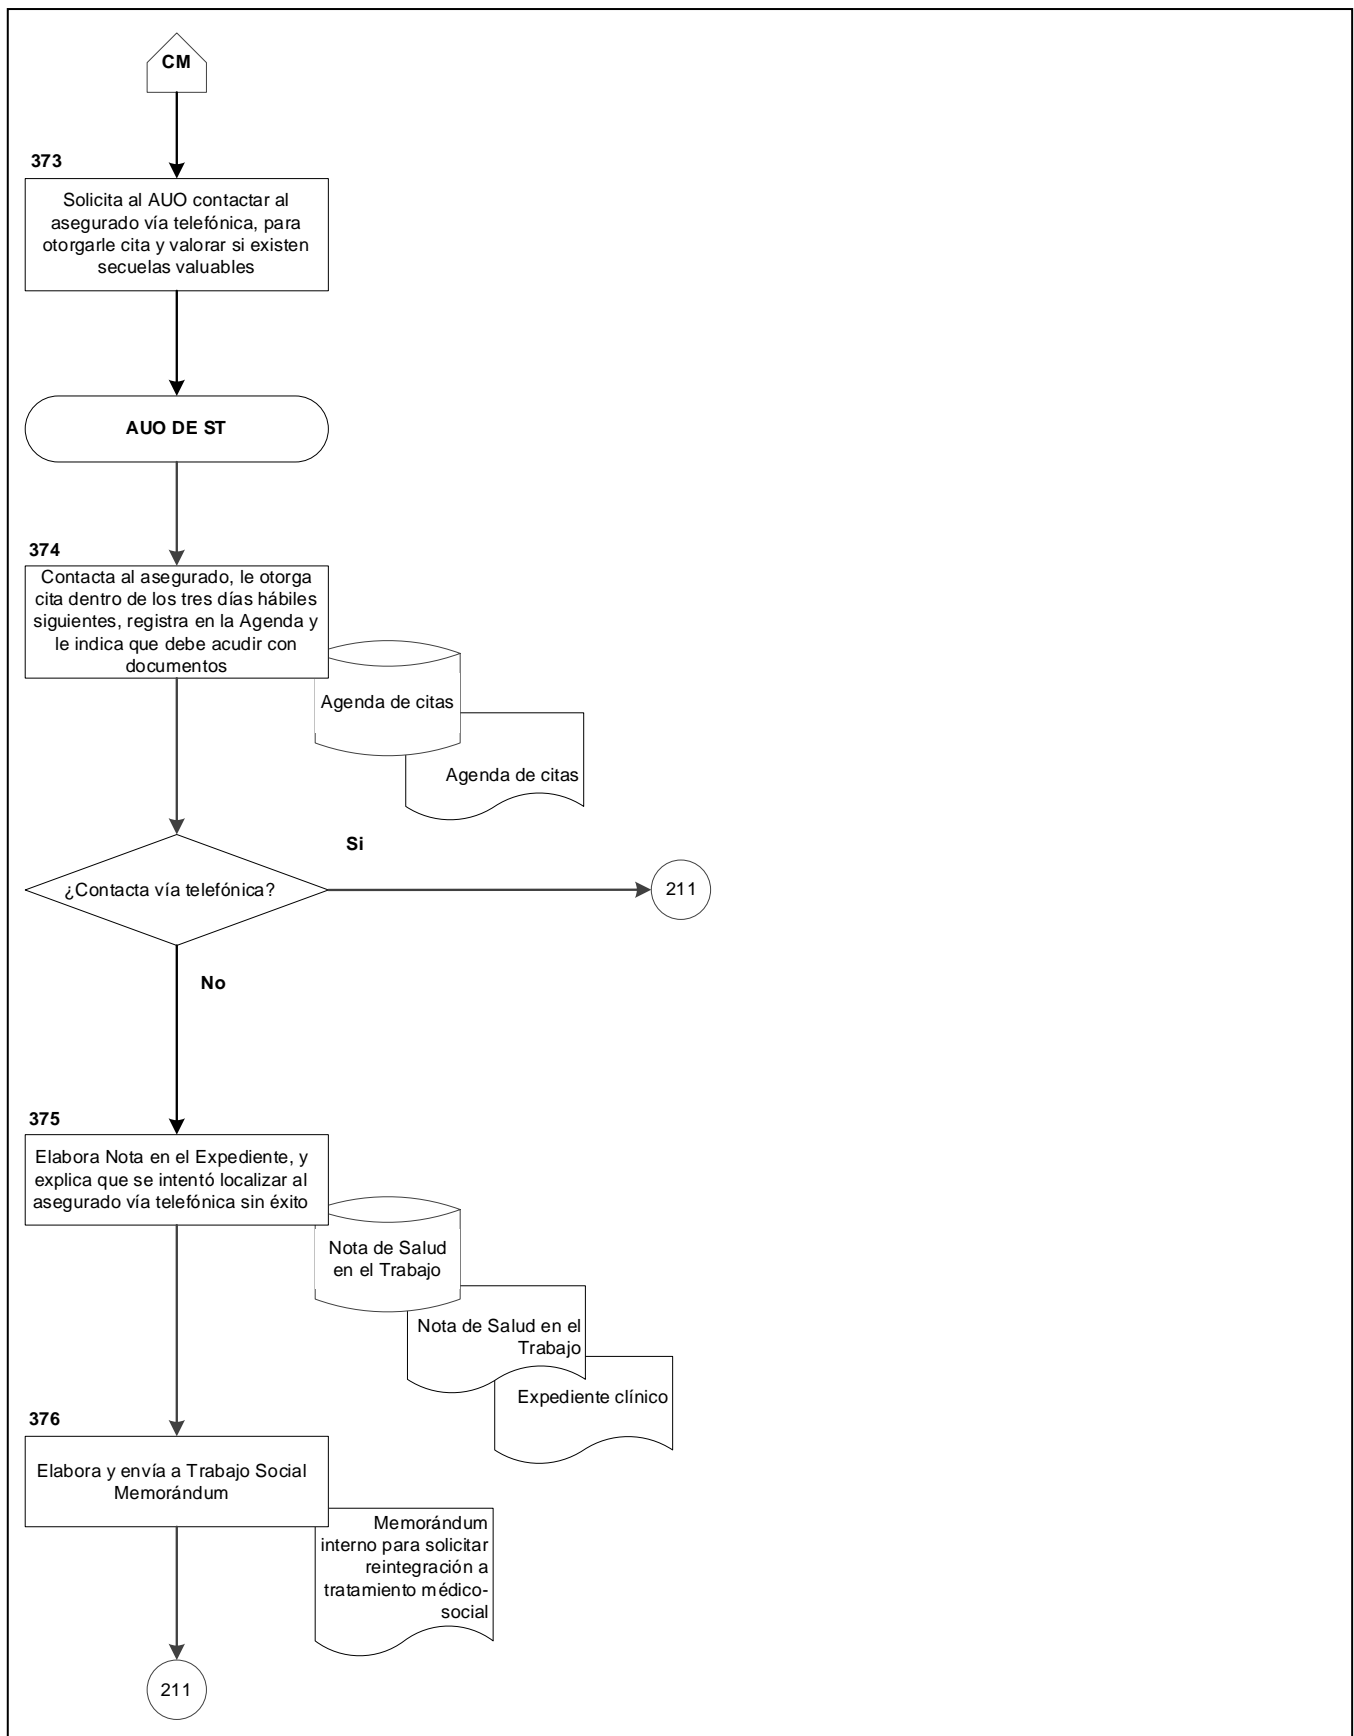 CM
373
Solicita al AUO contactar al
asegurado vía telefónica, para
otorgarle cita y valorar si existen
secuelas valuables
AUO DE ST
374
Contacta al asegurado, le otorga
cita dentro de los tres días hábiles
siguientes, registra en la Agenda y
le indica que debe acudir con
documentos
Agenda de citas
Agenda de citas
¿Contacta vía telefónica?
Si
211
No
375
Elabora Nota en el Expediente, y
explica que se intentó localizar al
asegurado vía telefónica sin éxito
Nota de Salud
en el Trabajo
Nota de Salud en el
Trabajo
Expediente clínico
376
Elabora y envía a Trabajo Social
Memorándum
Memorándum
interno para solicitar
reintegración a
tratamiento médico-
social
211